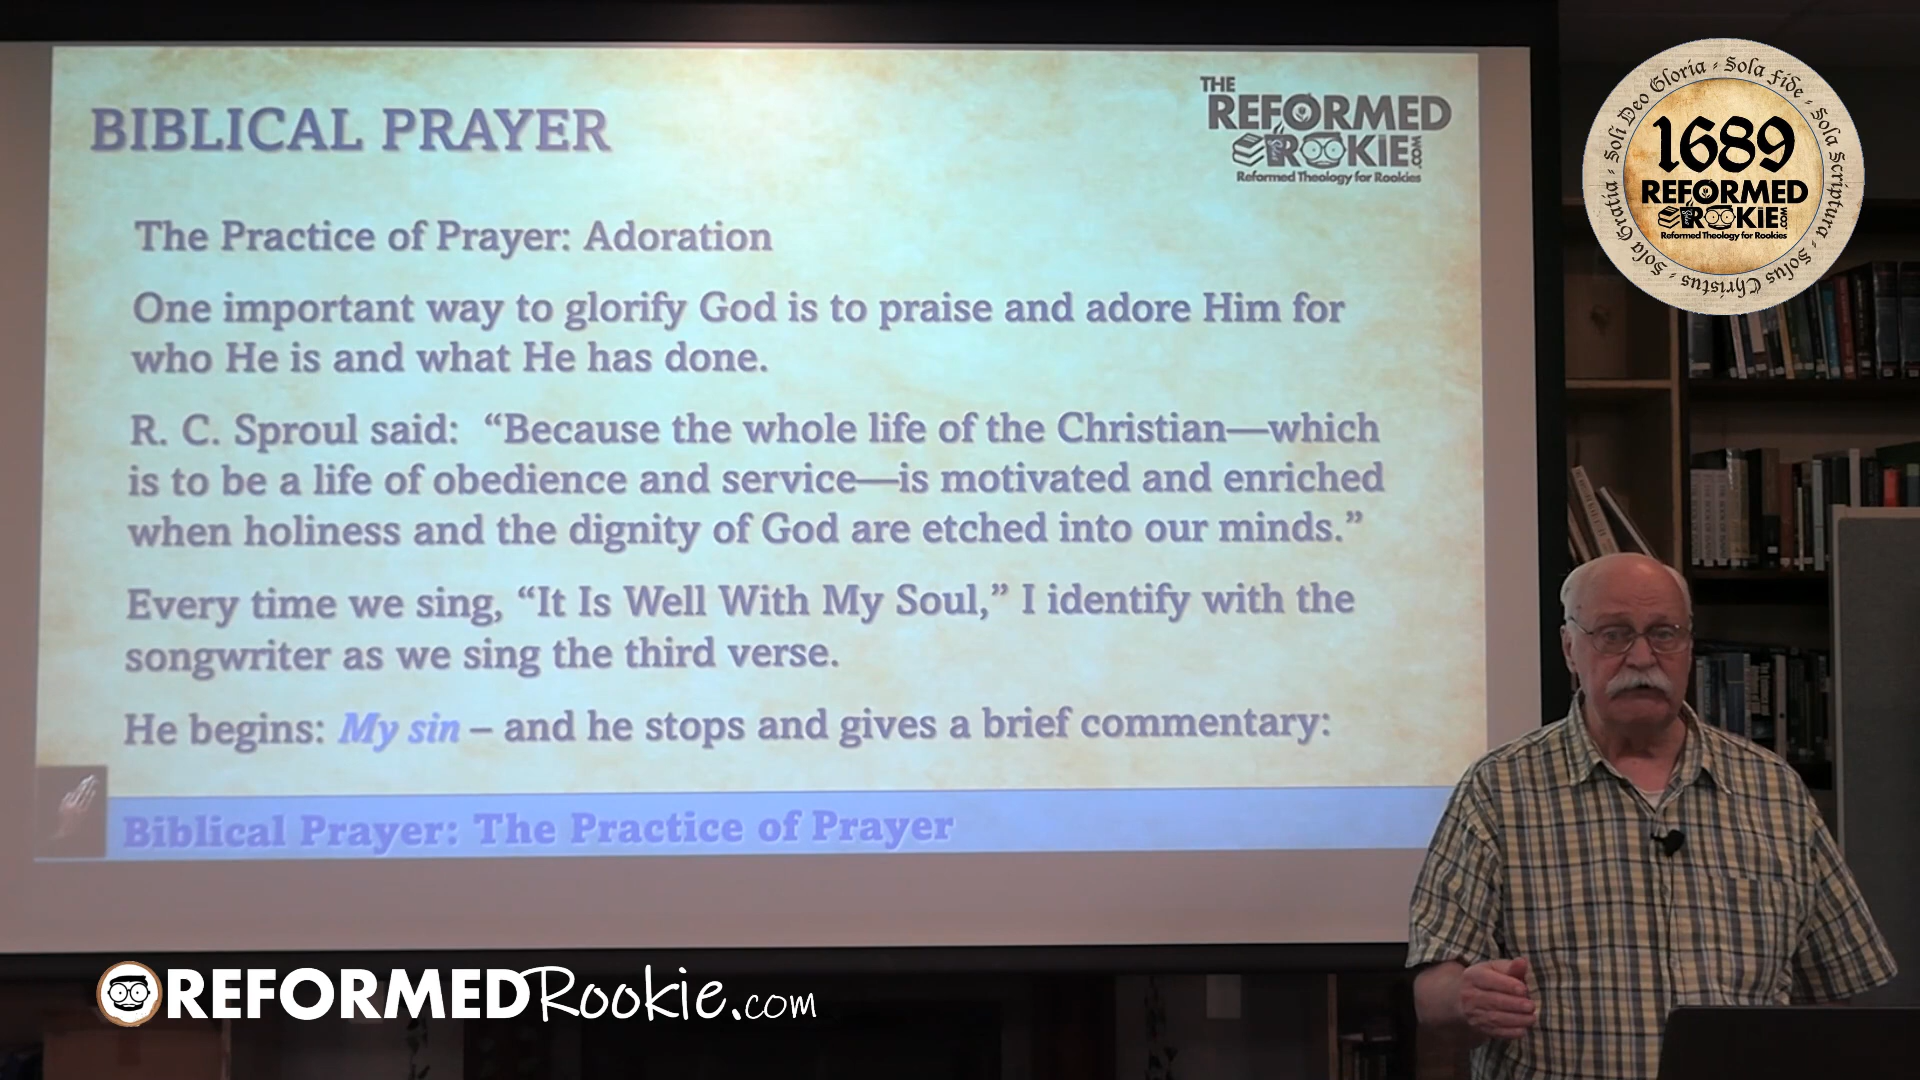 BIBLICAL PRAYER
THE
REFORMED
ROOKIE.COM
Reformed Theology for Rookies
The Practice of Prayer: Adoration
One important way to glorify God is to praise and adore Him for
who He is and what He has done.
R. C. Sproul said:  “Because the whole life of the Christian—which
is to be a life of obedience and service—is motivated and enriched
when holiness and the dignity of God are etched into our minds.”
Every time we sing, “It Is Well With My Soul,” I identify with the
songwriter as we sing the third verse.
He begins: My sin – and he stops and gives a brief commentary:
Biblical Prayer: The Practice of Prayer
Sola Gratia - Soli Deo Gloria - Sola Fide - Sola Scriptura - Solus Christus -
1689
REFORMED
ROOKIE.COM
Reformed Theology for Rookies
REFORMEDRookie.com